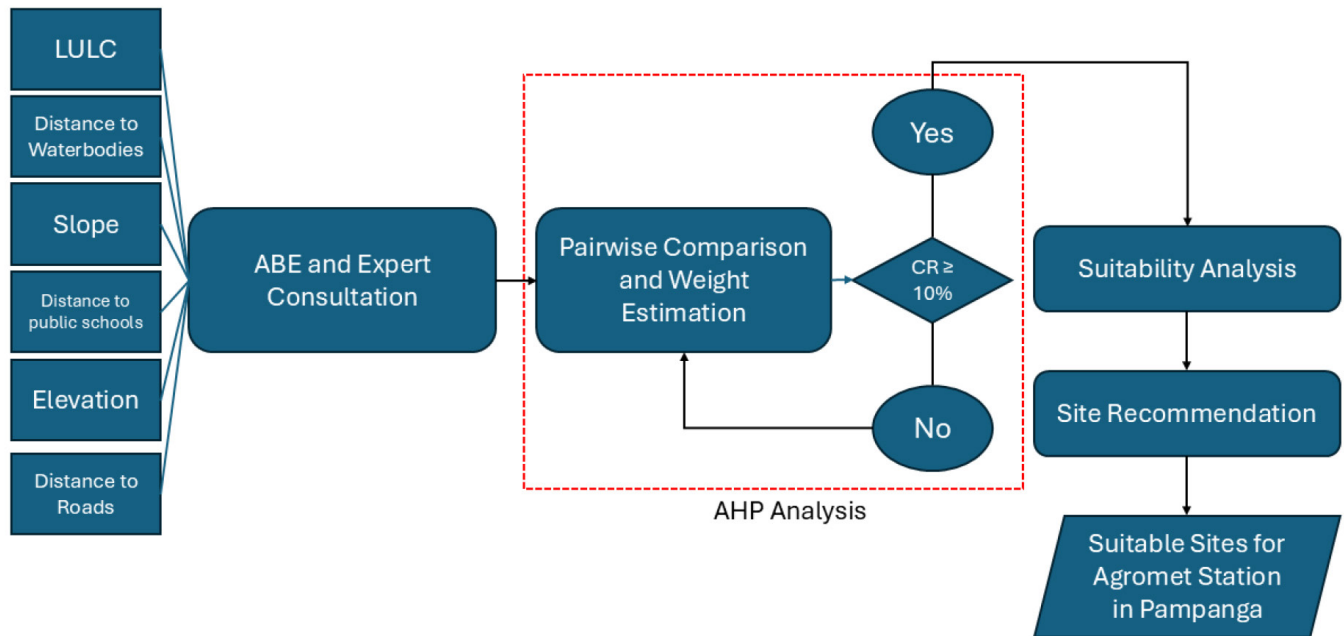 LULC
Distance to
Waterbodies
Slope
Distance to
public schools
Elevation
Distance to
Roads
ABE and Expert
Consultation
Pairwise Comparison
and Weight
Estimation
CR ≥
10%
Yes
No
AHP Analysis
Suitability Analysis
Site Recommendation
Suitable Sites for
Agromet Station
in Pampanga